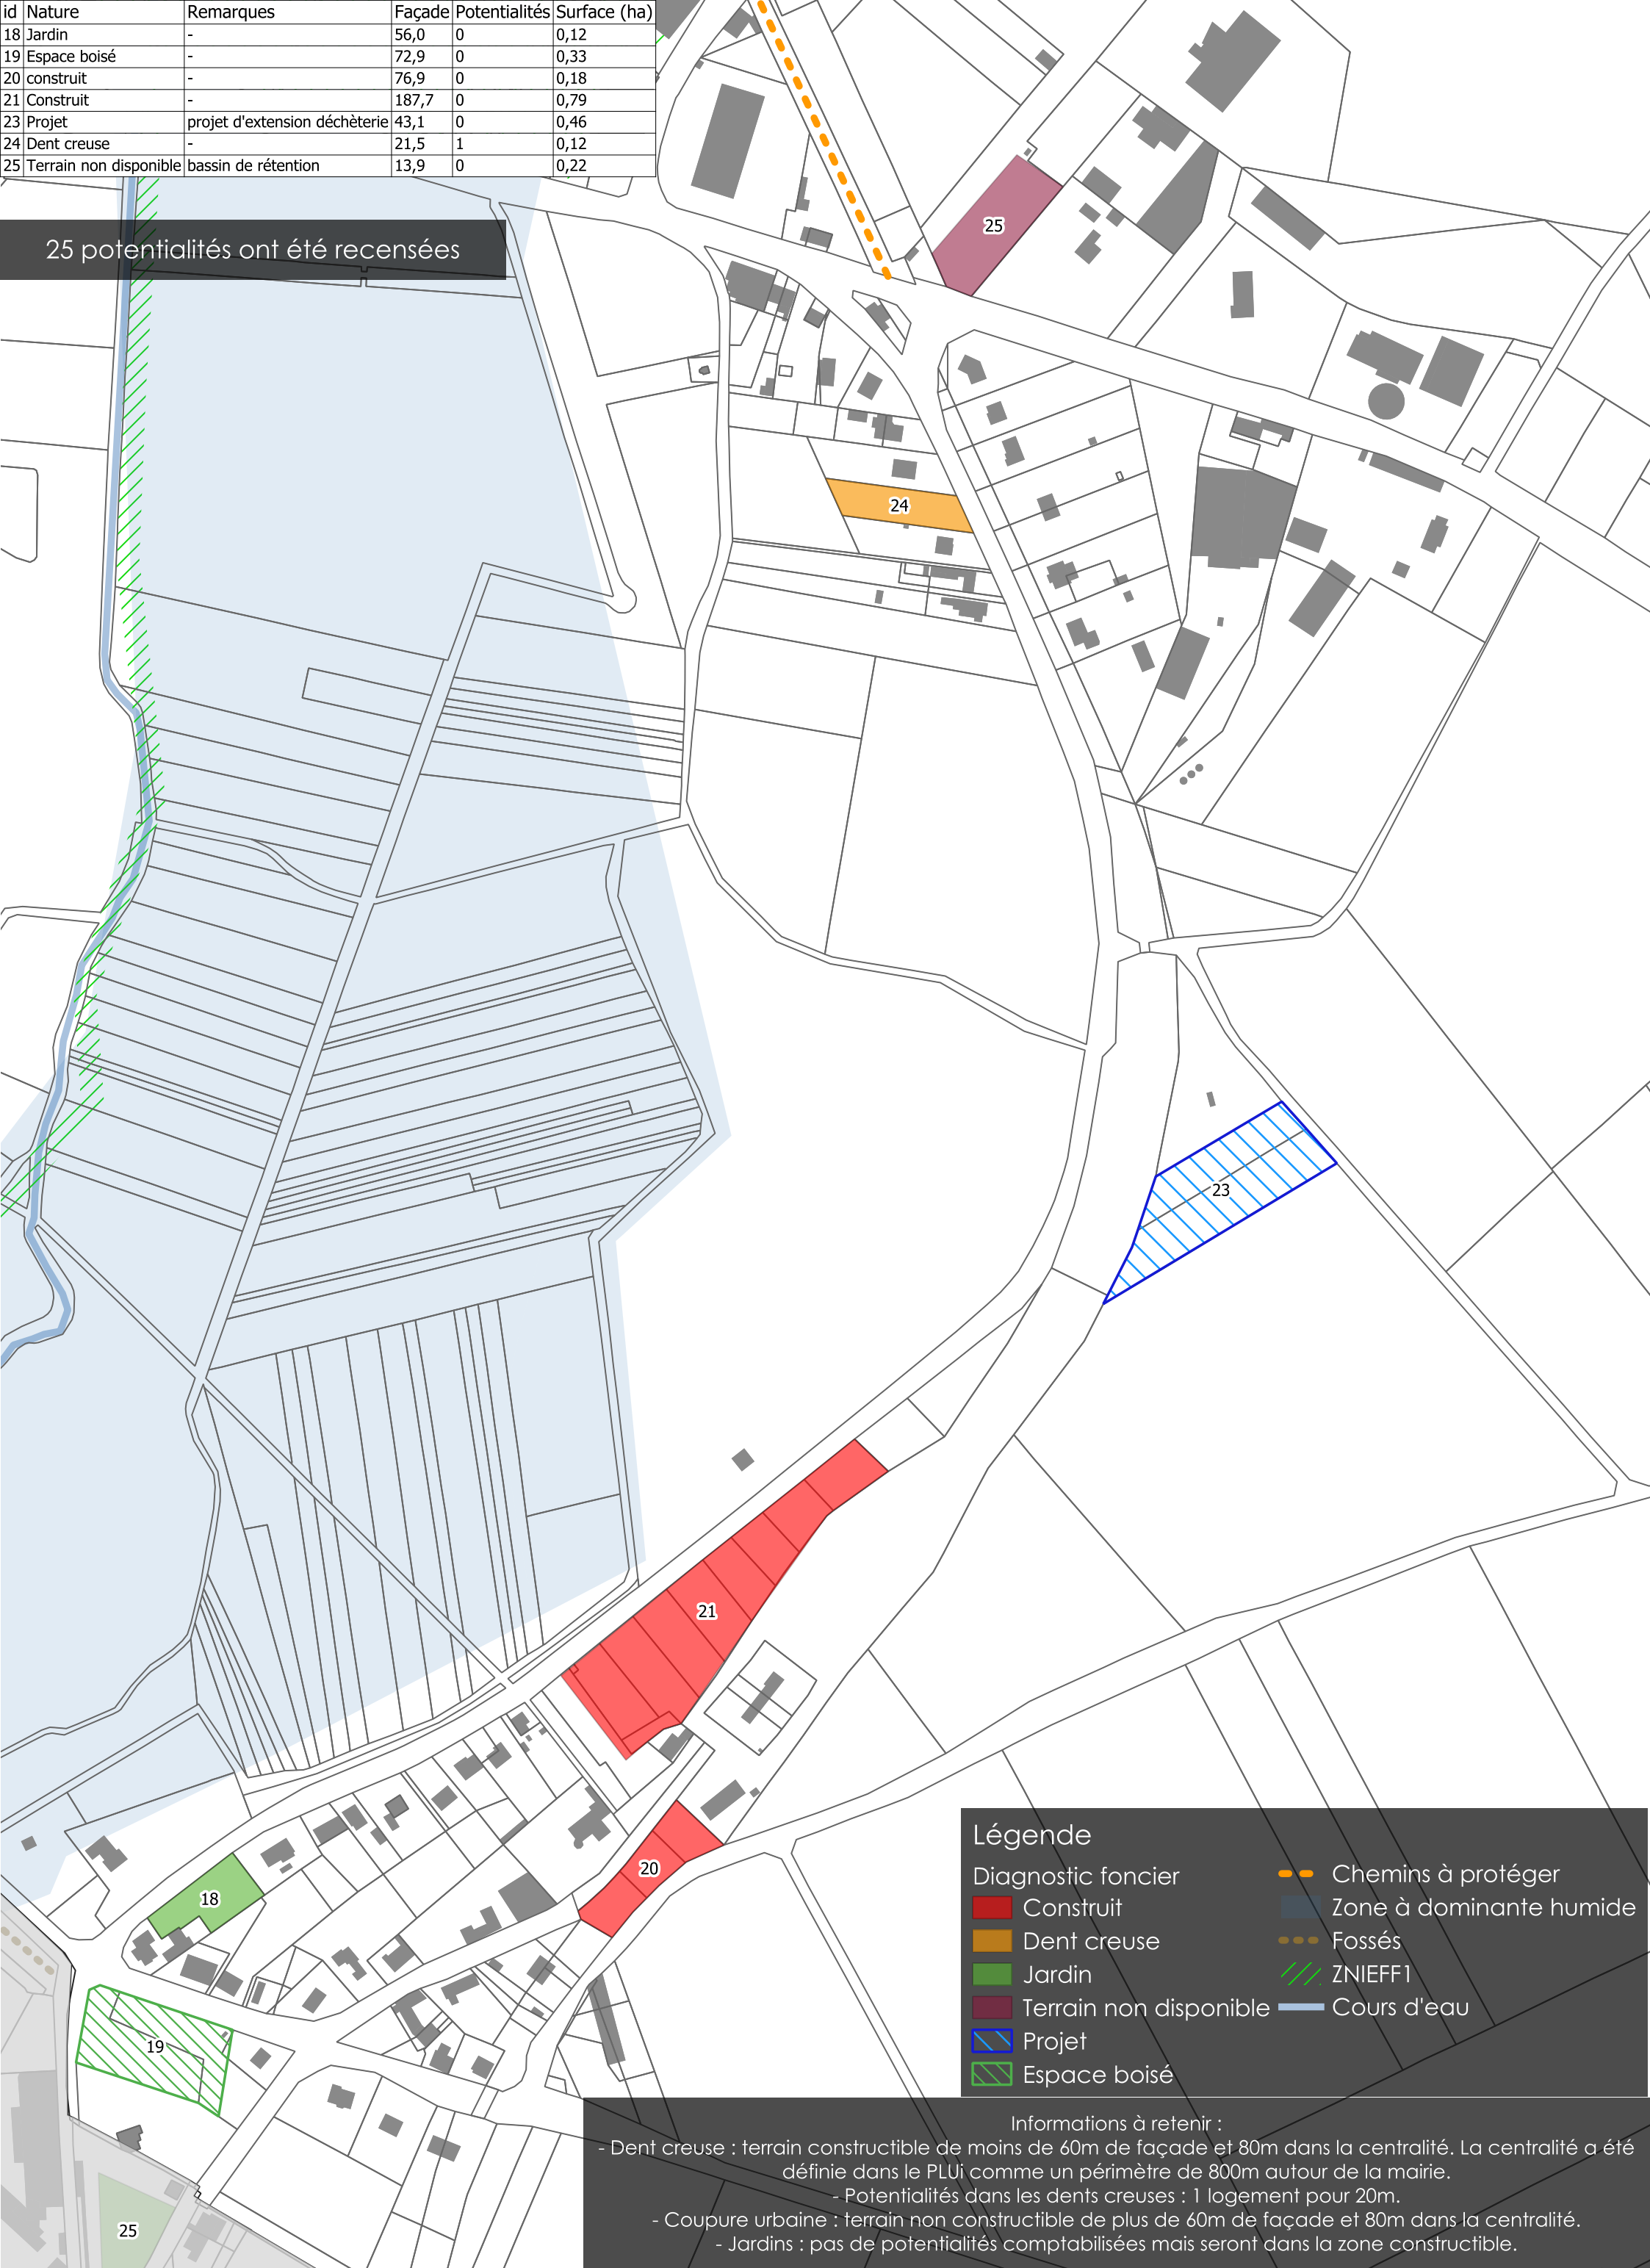 id Nature Remarques Façade Potentialités Surface (ha)
18 Jardin - 56,0 0 0,12
19 Espace boisé - 72,9 0 0,33
20 construit - 76,9 0 0,18
21 Construit - 187,7 0 0,79
23 Projet projet d'extension déchèterie 43,1 0 0,46
24 Dent creuse - 21,5 1 0,12
25 Terrain non disponible bassin de rétention 13,9 0 0,22
25 potentialités ont été recensées
25
24
23
21
20
18
19
25
Légende
Diagnostic foncier
Construit
Dent creuse
Jardin
Terrain non disponible
Projet
Espace boisé
Chemins à protéger
Zone à dominante humide
Fossés
ZNIEFF1
Cours d'eau
Informations à retenir :
- Dent creuse : terrain constructible de moins de 60m de façade et 80m dans la centralité. La centralité a été
définie dans le PLUi comme un périmètre de 800m autour de la mairie.
- Potentialités dans les dents creuses : 1 logement pour 20m.
- Coupure urbaine : terrain non constructible de plus de 60m de façade et 80m dans la centralité.
- Jardins : pas de potentialités comptabilisées mais seront dans la zone constructible.